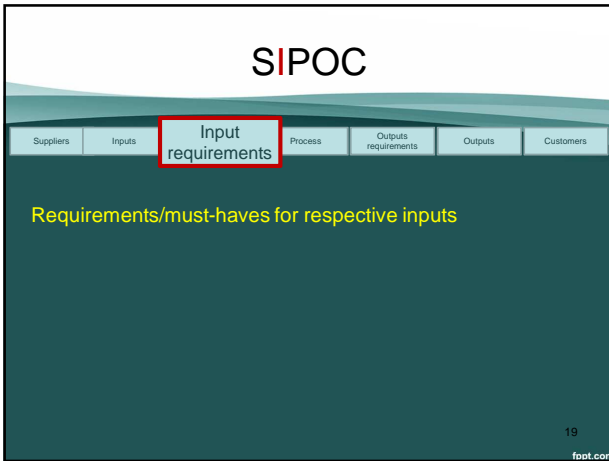 SIPOC
Suppliers
Inputs
Input
requirements
Process
Outputs
requirements
Outputs
Customers
Requirements/must-haves for respective inputs
19
fppt.com